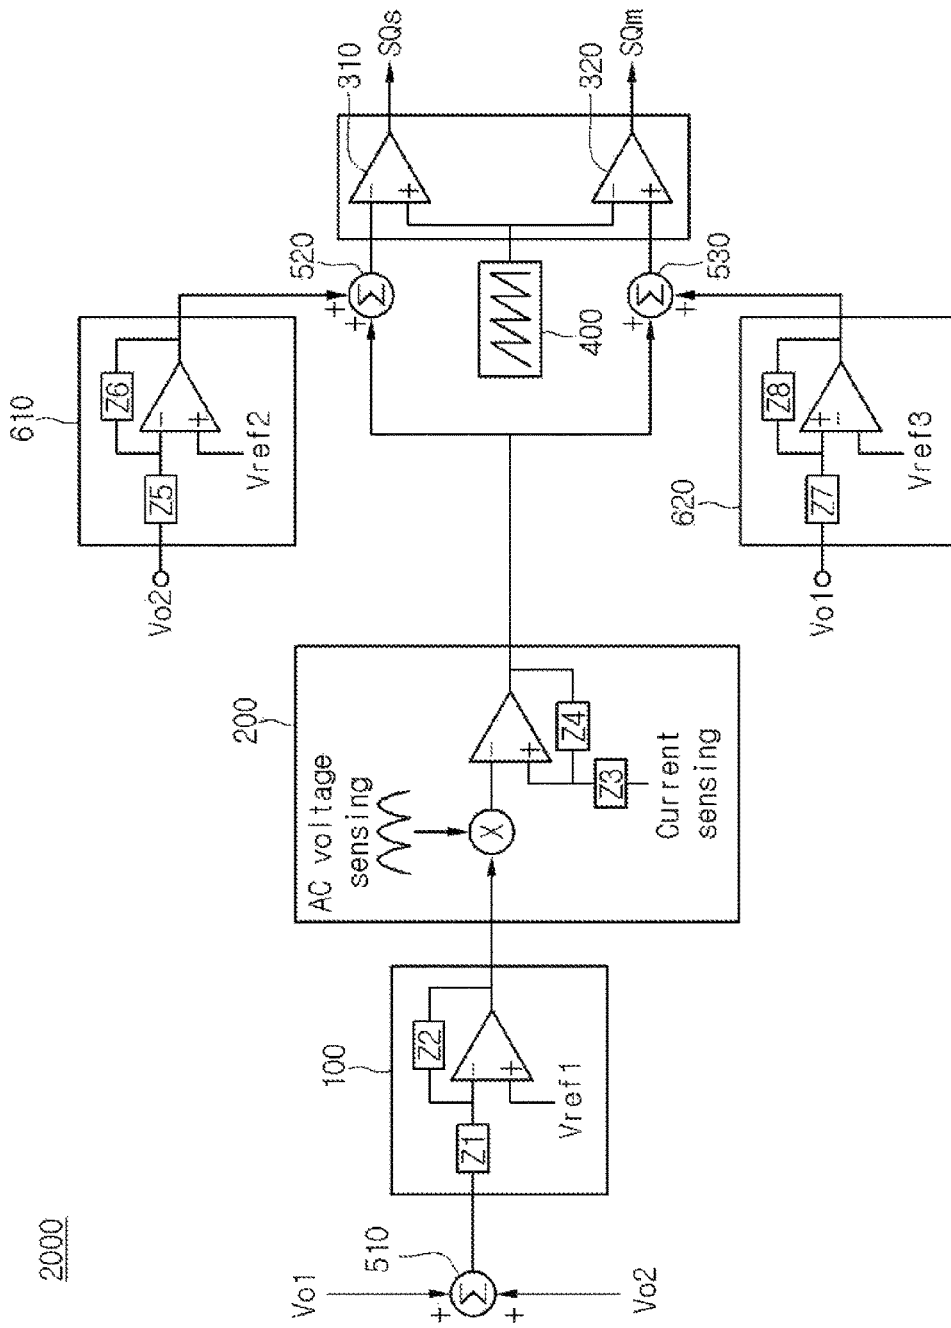 2000
Vo1
+
Σ
510
+
Vo2
100
Z2
Z1
−
+
Vref1
200
AC voltage
sensing
X
−
+
Z4
Z3
Current
sensing
610
Z6
Z5
−
+
Vo2
Vref2
620
Z8
Z7
+
−
Vo1
Vref3
520
+
+
Σ
400
530
+
+
Σ
310
−
+
SQs
320
−
+
SQm